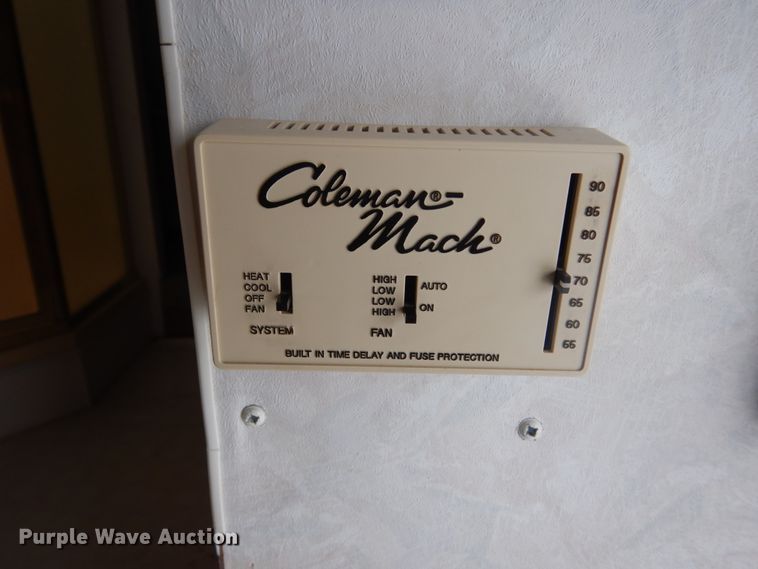 Coleman®-
Mach®
HEAT
COOL
OFF
FAN
SYSTEM
HIGH
LOW
LOW
HIGH
AUTO
ON
FAN
90
85
80
75
70
65
60
55
BUILT IN TIME DELAY AND FUSE PROTECTION
Purple Wave Auction®